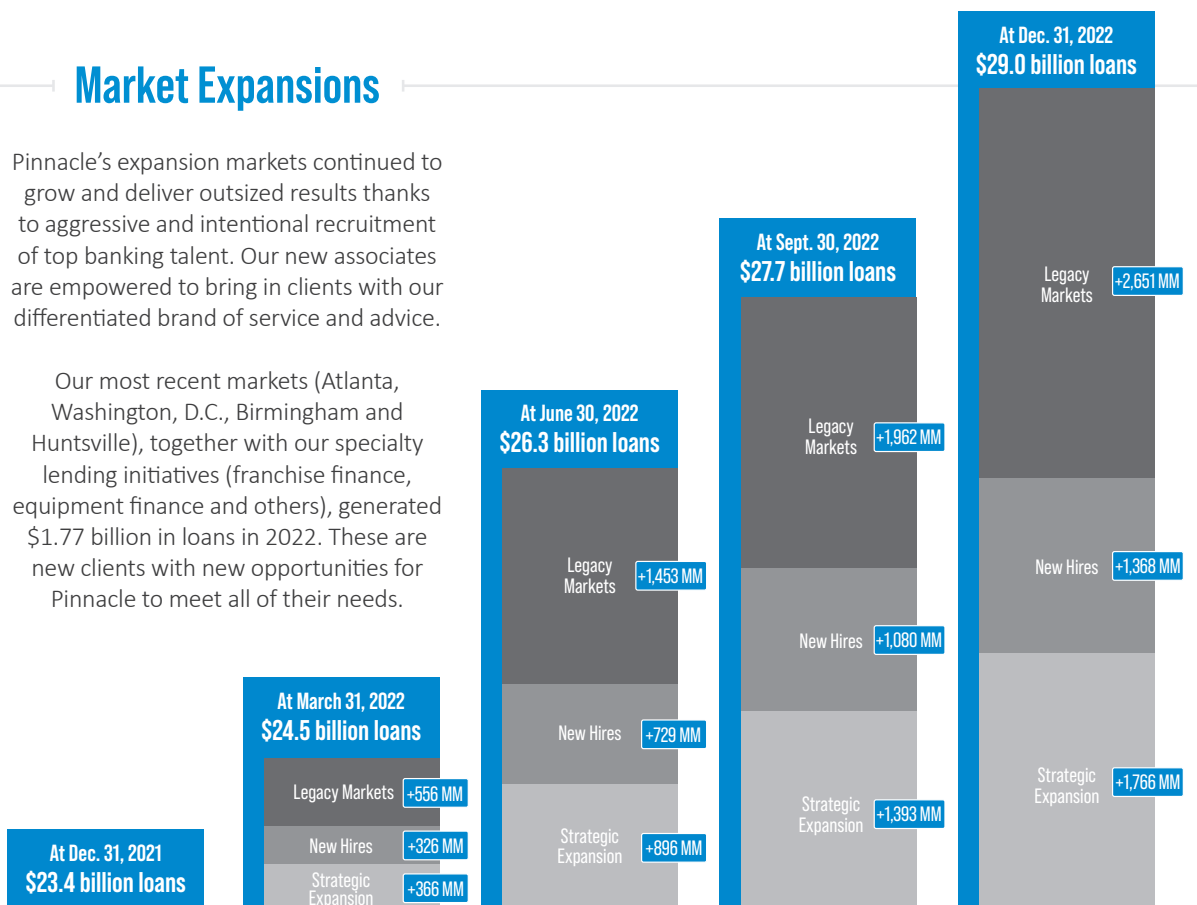 Market Expansions
Pinnacle’s expansion markets continued to
grow and deliver outsized results thanks
to aggressive and intentional recruitment
of top banking talent. Our new associates
are empowered to bring in clients with our
differentiated brand of service and advice.
Our most recent markets (Atlanta,
Washington, D.C., Birmingham and
Huntsville), together with our specialty
lending initiatives (franchise finance,
equipment finance and others), generated
$1.77 billion in loans in 2022. These are
new clients with new opportunities for
Pinnacle to meet all of their needs.
At Dec. 31, 2021
$23.4 billion loans
At March 31, 2022
$24.5 billion loans
Legacy Markets +556 MM
New Hires +326 MM
Strategic
Expansion
+366 MM
At June 30, 2022
$26.3 billion loans
Legacy
Markets
+1,453 MM
New Hires +729 MM
Strategic
Expansion
+896 MM
At Sept. 30, 2022
$27.7 billion loans
Legacy
Markets
+1,962 MM
New Hires +1,080 MM
Strategic
Expansion
+1,393 MM
At Dec. 31, 2022
$29.0 billion loans
Legacy
Markets
+2,651 MM
New Hires +1,368 MM
Strategic
Expansion
+1,766 MM